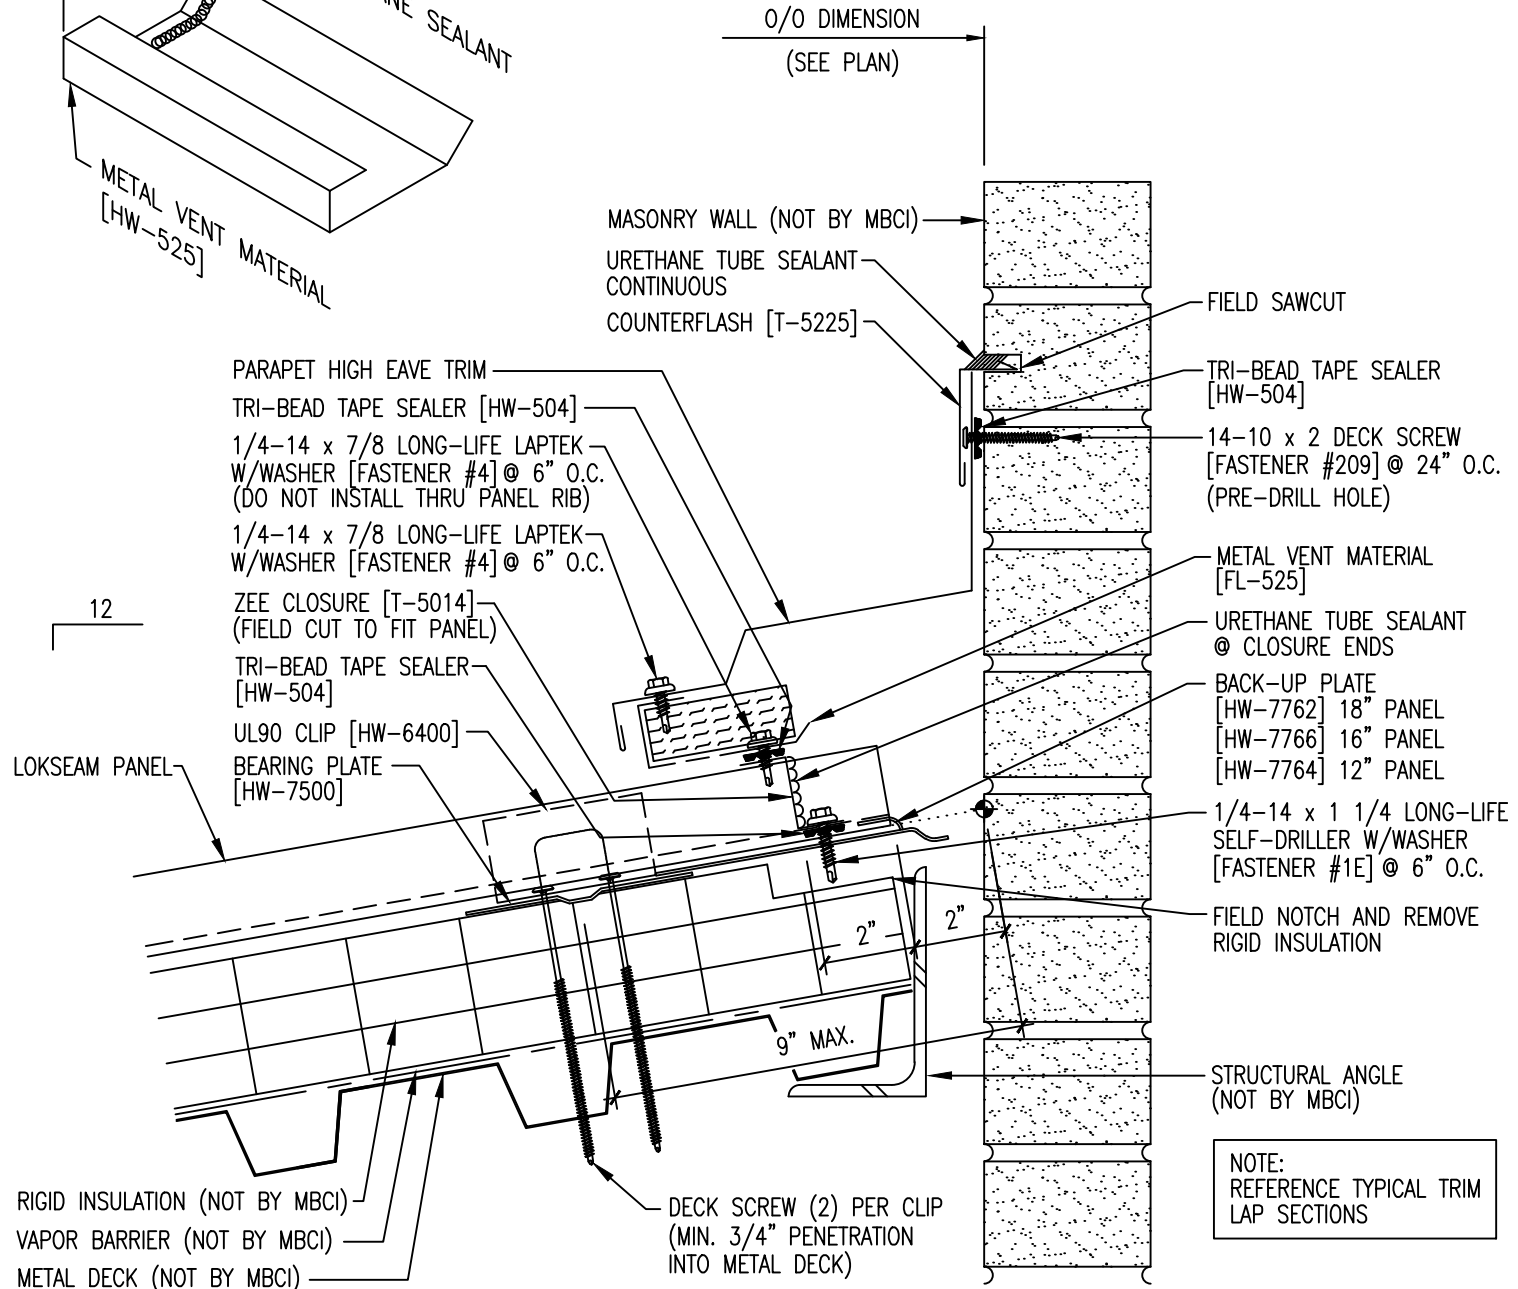 NE SEALANT
METAL VENT MATERIAL
[HW-525]
O/O DIMENSION
(SEE PLAN)
MASONRY WALL (NOT BY MBCI)
URETHANE TUBE SEALANT
CONTINUOUS
COUNTERFLASH [T-5225]
PARAPET HIGH EAVE TRIM
TRI-BEAD TAPE SEALER [HW-504]
1/4-14 x 7/8 LONG-LIFE LAPTEK
W/WASHER [FASTENER #4] @ 6" O.C.
(DO NOT INSTALL THRU PANEL RIB)
1/4-14 x 7/8 LONG-LIFE LAPTEK
W/WASHER [FASTENER #4] @ 6" O.C.
ZEE CLOSURE [T-5014]
(FIELD CUT TO FIT PANEL)
TRI-BEAD TAPE SEALER
[HW-504]
UL90 CLIP [HW-6400]
BEARING PLATE
[HW-7500]
12
LOKSEAM PANEL
FIELD SAWCUT
TRI-BEAD TAPE SEALER
[HW-504]
14-10 x 2 DECK SCREW
[FASTENER #209] @ 24" O.C.
(PRE-DRILL HOLE)
METAL VENT MATERIAL
[FL-525]
URETHANE TUBE SEALANT
@ CLOSURE ENDS
BACK-UP PLATE
[HW-7762] 18" PANEL
[HW-7766] 16" PANEL
[HW-7764] 12" PANEL
1/4-14 x 1 1/4 LONG-LIFE
SELF-DRILLER W/WASHER
[FASTENER #1E] @ 6" O.C.
FIELD NOTCH AND REMOVE
RIGID INSULATION
2"
2"
9" MAX.
STRUCTURAL ANGLE
(NOT BY MBCI)
NOTE:
REFERENCE TYPICAL TRIM
LAP SECTIONS
RIGID INSULATION (NOT BY MBCI)
VAPOR BARRIER (NOT BY MBCI)
METAL DECK (NOT BY MBCI)
DECK SCREW (2) PER CLIP
(MIN. 3/4" PENETRATION
INTO METAL DECK)